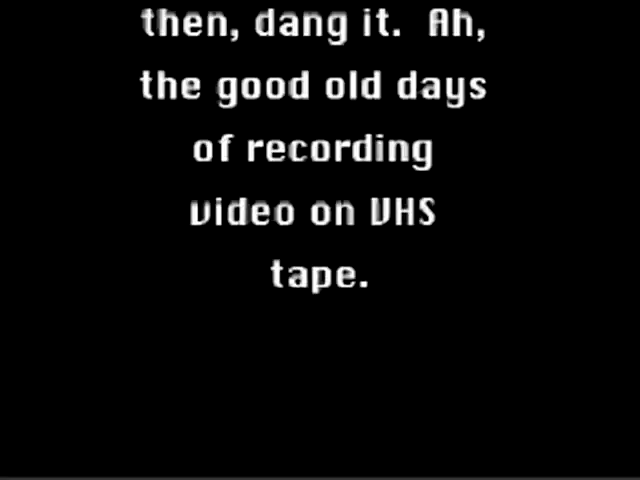 then, dang it.  Ah,
the good old days
of recording
video on VHS
tape.